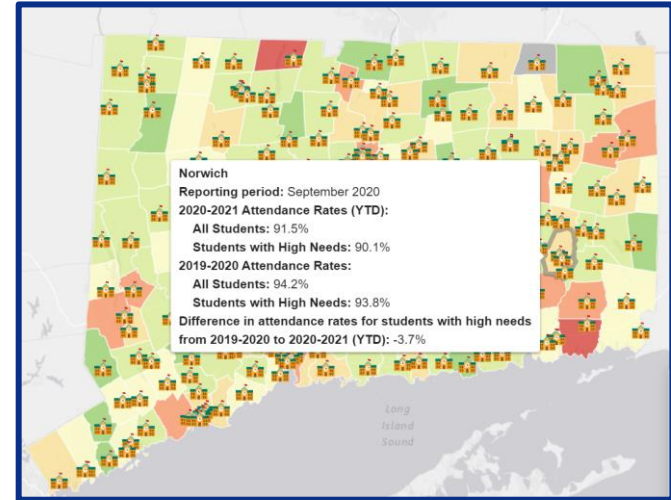 Norwich
Reporting period: September 2020
2020-2021 Attendance Rates (YTD):
All Students: 91.5%
Students with High Needs: 90.1%
2019-2020 Attendance Rates:
All Students: 94.2%
Students with High Needs: 93.8%
Difference in attendance rates for students with high needs
from 2019-2020 to 2020-2021 (YTD): -3.7%
Long
Island
Sound